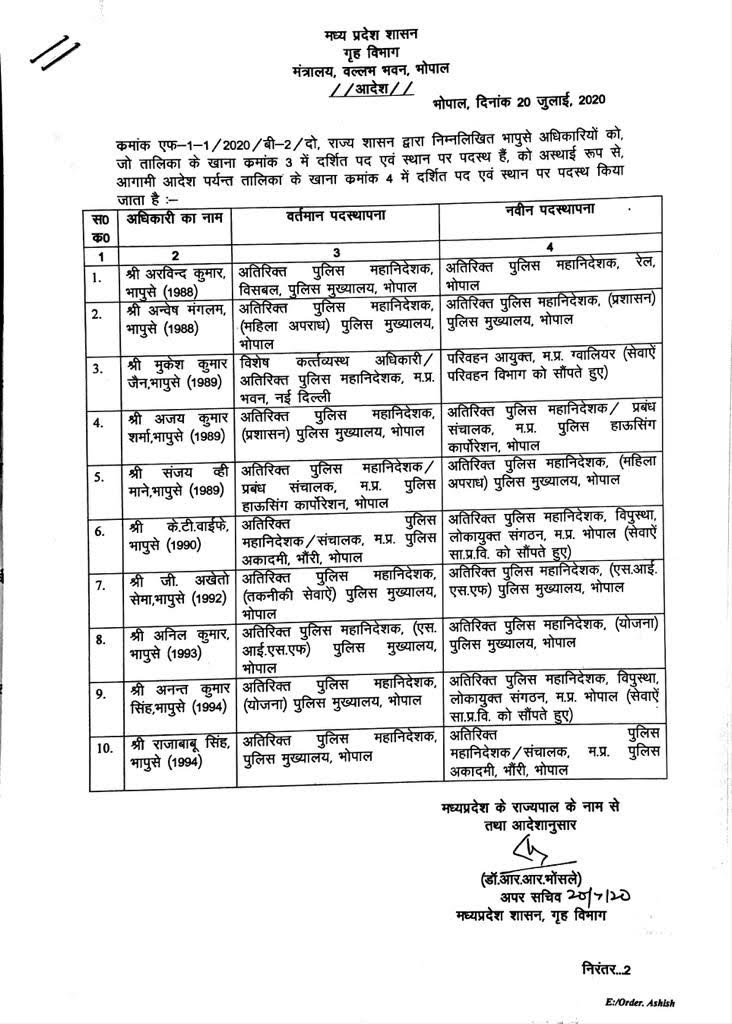 मध्य प्रदेश शासन
गृह विभाग
मंत्रालय, वल्लभ भवन, भोपाल
//आदेश//
भोपाल, दिनांक 20 जुलाई, 2020
कमांक एफ-1-1/2020/बी-2/दो, राज्य शासन द्वारा निम्नलिखित भापुसे अधिकारियों को,
जो तालिका के खाना कमांक 3 में दर्शित पद एवं स्थान पर पदस्थ हैं, को अस्थाई रूप से,
आगामी आदेश पर्यन्त तालिका के खाना कमांक 4 में दर्शित पद एवं स्थान पर पदस्थ किया
जाता है :–
स0
क0
अधिकारी का नाम
वर्तमान पदस्थापना
नवीन पदस्थापना
1
2
3
4
1.
श्री अरविन्द कुमार,
भापुसे (1988)
अतिरिक्त पुलिस महानिदेशक,
विसबल, पुलिस मुख्यालय, भोपाल
अतिरिक्त पुलिस महानिदेशक, रेल,
भोपाल
2.
श्री अन्वेष मंगलम,
भापुसे (1988)
अतिरिक्त पुलिस महानिदेशक,
(महिला अपराध) पुलिस मुख्यालय,
भोपाल
अतिरिक्त पुलिस महानिदेशक, (प्रशासन)
पुलिस मुख्यालय, भोपाल
3.
श्री मुकेश कुमार
जैन,भापुसे (1989)
विशेष कर्त्तव्यस्थ अधिकारी/
अतिरिक्त पुलिस महानिदेशक, म.प्र.
भवन, नई दिल्ली
परिवहन आयुक्त, म.प्र. ग्वालियर (सेवाऐं
परिवहन विभाग को सौंपते हुए)
4.
श्री अजय कुमार
शर्मा,भापुसे (1989)
अतिरिक्त पुलिस महानिदेशक,
(प्रशासन) पुलिस मुख्यालय, भोपाल
अतिरिक्त पुलिस महानिदेशक/ प्रबंध
संचालक, म.प्र. पुलिस हाऊसिंग
कार्पोरेशन, भोपाल
5.
श्री संजय व्ही
माने,भापुसे (1989)
अतिरिक्त पुलिस महानिदेशक/
प्रबंध संचालक, म.प्र. पुलिस
हाऊसिंग कार्पोरेशन, भोपाल
अतिरिक्त पुलिस महानिदेशक, (महिला
अपराध) पुलिस मुख्यालय, भोपाल
6.
श्री के.टी.वाईफे,
भापुसे (1990)
अतिरिक्त पुलिस
महानिदेशक/संचालक, म.प्र. पुलिस
अकादमी, भौंरी, भोपाल
अतिरिक्त पुलिस महानिदेशक, विपुस्था,
लोकायुक्त संगठन, म.प्र. भोपाल (सेवाऐं
सा.प्र.वि. को सौंपते हुए)
7.
श्री जी. अखेतो
सेमा,भापुसे (1992)
अतिरिक्त पुलिस महानिदेशक,
(तकनीकी सेवाऐं) पुलिस मुख्यालय,
भोपाल
अतिरिक्त पुलिस महानिदेशक, (एस.आई.
एस.एफ) पुलिस मुख्यालय, भोपाल
8.
श्री अनिल कुमार,
भापुसे (1993)
अतिरिक्त पुलिस महानिदेशक, (एस.
आई.एस.एफ) पुलिस मुख्यालय,
भोपाल
अतिरिक्त पुलिस महानिदेशक, (योजना)
पुलिस मुख्यालय, भोपाल
9.
श्री अनन्त कुमार
सिंह,भापुसे (1994)
अतिरिक्त पुलिस महानिदेशक,
(योजना) पुलिस मुख्यालय, भोपाल
अतिरिक्त पुलिस महानिदेशक, विपुस्था,
लोकायुक्त संगठन, म.प्र. भोपाल (सेवाऐं
सा.प्र.वि. को सौंपते हुए)
10.
श्री राजाबाबू सिंह,
भापुसे (1994)
अतिरिक्त पुलिस महानिदेशक,
पुलिस मुख्यालय, भोपाल
अतिरिक्त पुलिस
महानिदेशक/संचालक, म.प्र. पुलिस
अकादमी, भौंरी, भोपाल
मध्यप्रदेश के राज्यपाल के नाम से
तथा आदेशानुसार
(डॉ.आर.आर.भोंसले)
अपर सचिव 20/7/20
मध्यप्रदेश शासन, गृह विभाग
निरंतर..2
E:/Order. Ashish